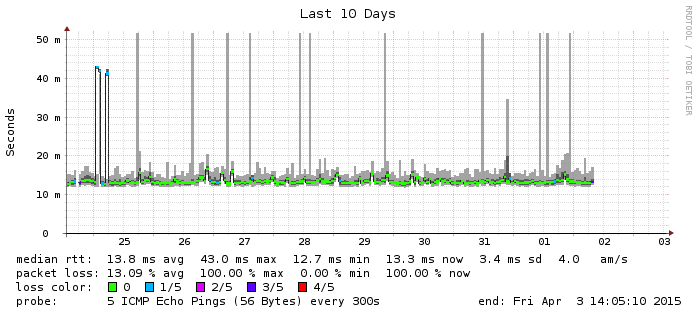 Last 10 Days
RRDTOOL / TOBI OETIKER
Seconds
50 m
40 m
30 m
20 m
10 m
0
25 26 27 28 29 30 31 01 02 03
median rtt: 13.8 ms avg 43.0 ms max 12.7 ms min 13.3 ms now 3.4 ms sd 4.0 am/s
packet loss: 13.09 % avg 100.00 % max 0.00 % min 100.00 % now
loss color: 0 1/5 2/5 3/5 4/5
probe: 5 ICMP Echo Pings (56 Bytes) every 300s end: Fri Apr 3 14:05:10 2015